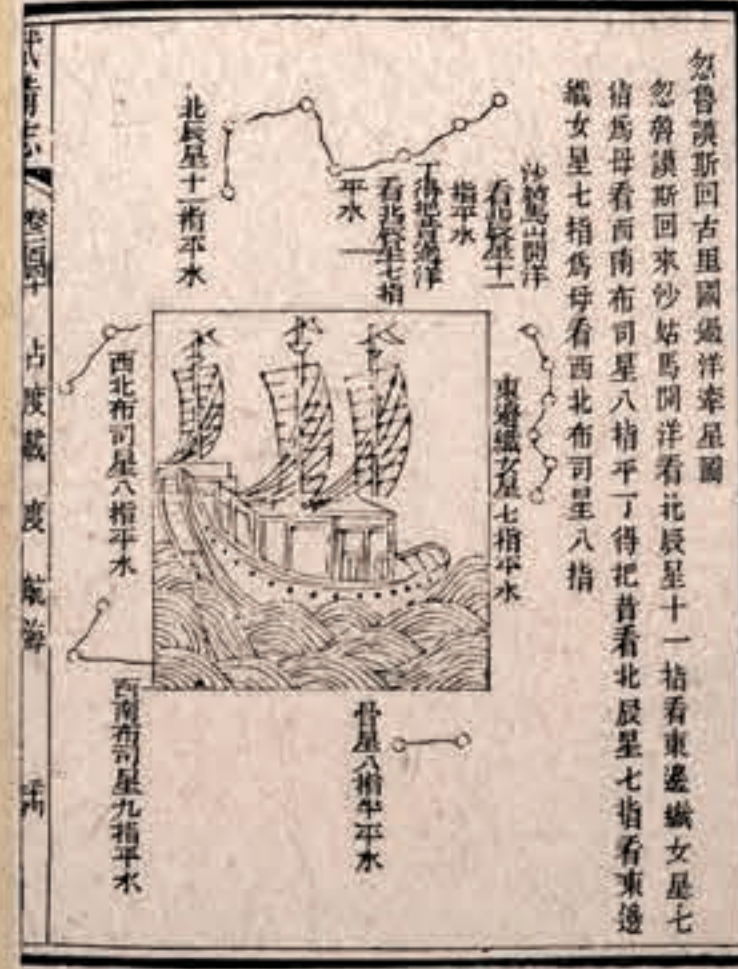 忽魯謨斯回古里國過洋牽星圖
忽魯謨斯回來沙姑馬開洋看北辰星十一指看東邊織女星七
指為母看西南布司星八指平丁得把昔看北辰星七指看東邊
織女星七指為母看西北布司星八指
沙姑馬山開洋
看北辰星十一
指平水
丁得把昔過洋
看北辰星七指
平水
北辰星十一指平水
東邊織女星七指平水
西北布司星八指平水
西南布司星九指平水
骨星八指半平水
武備志
卷二百四十
占度載
度
航海